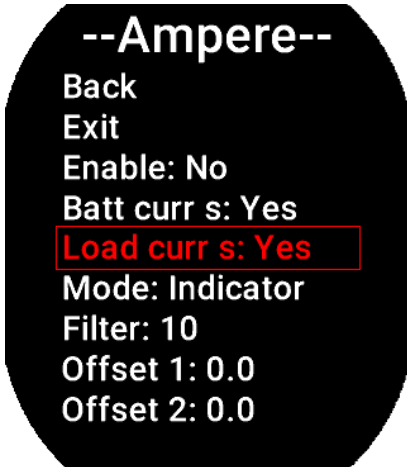 --Ampere--
Back
Exit
Enable: No
Batt curr s: Yes
Load curr s: Yes
Mode: Indicator
Filter: 10
Offset 1: 0.0
Offset 2: 0.0